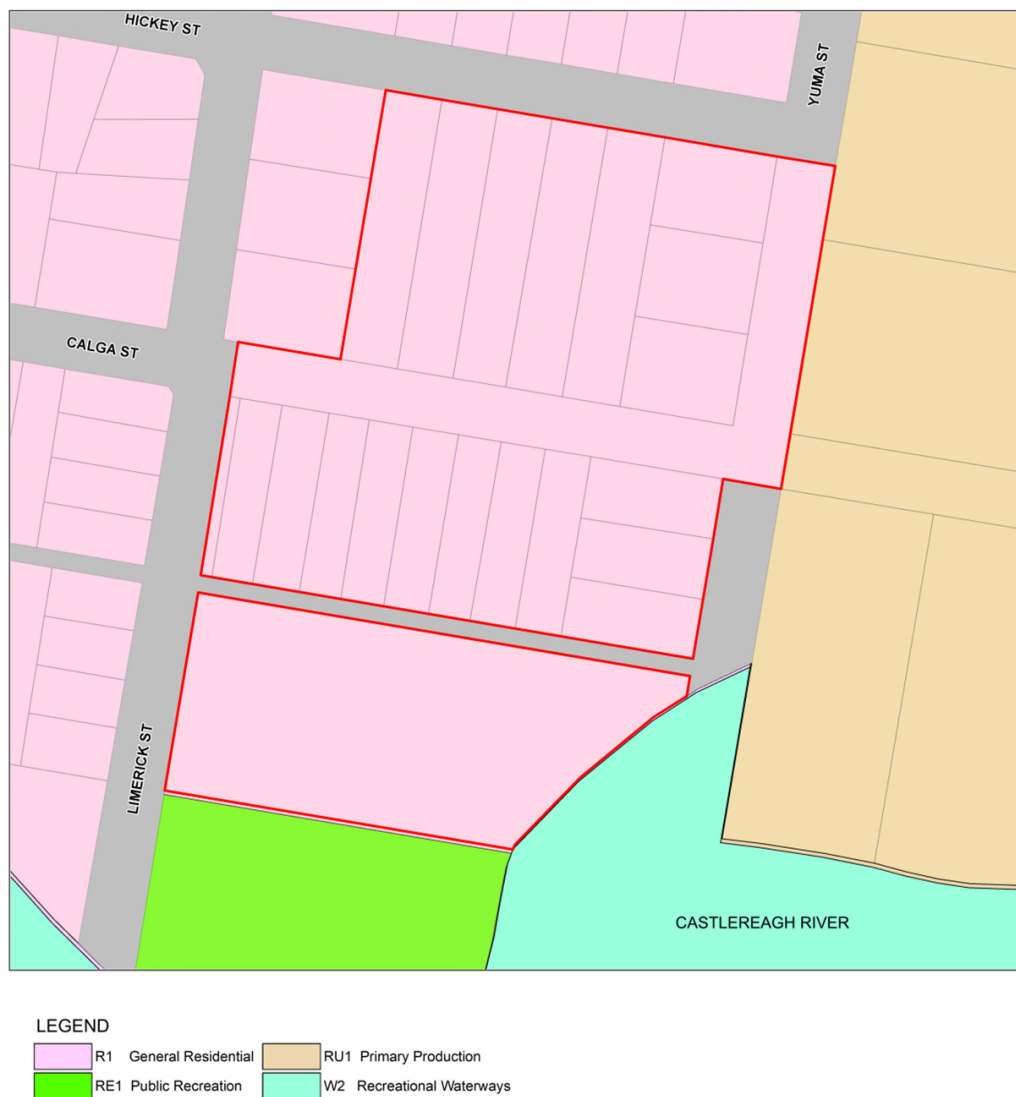 HICKEY ST
YUMA ST
CALGA ST
LIMERICK ST
CASTLEREAGH RIVER
LEGEND
R1 General Residential
RU1 Primary Production
RE1 Public Recreation
W2 Recreational Waterways